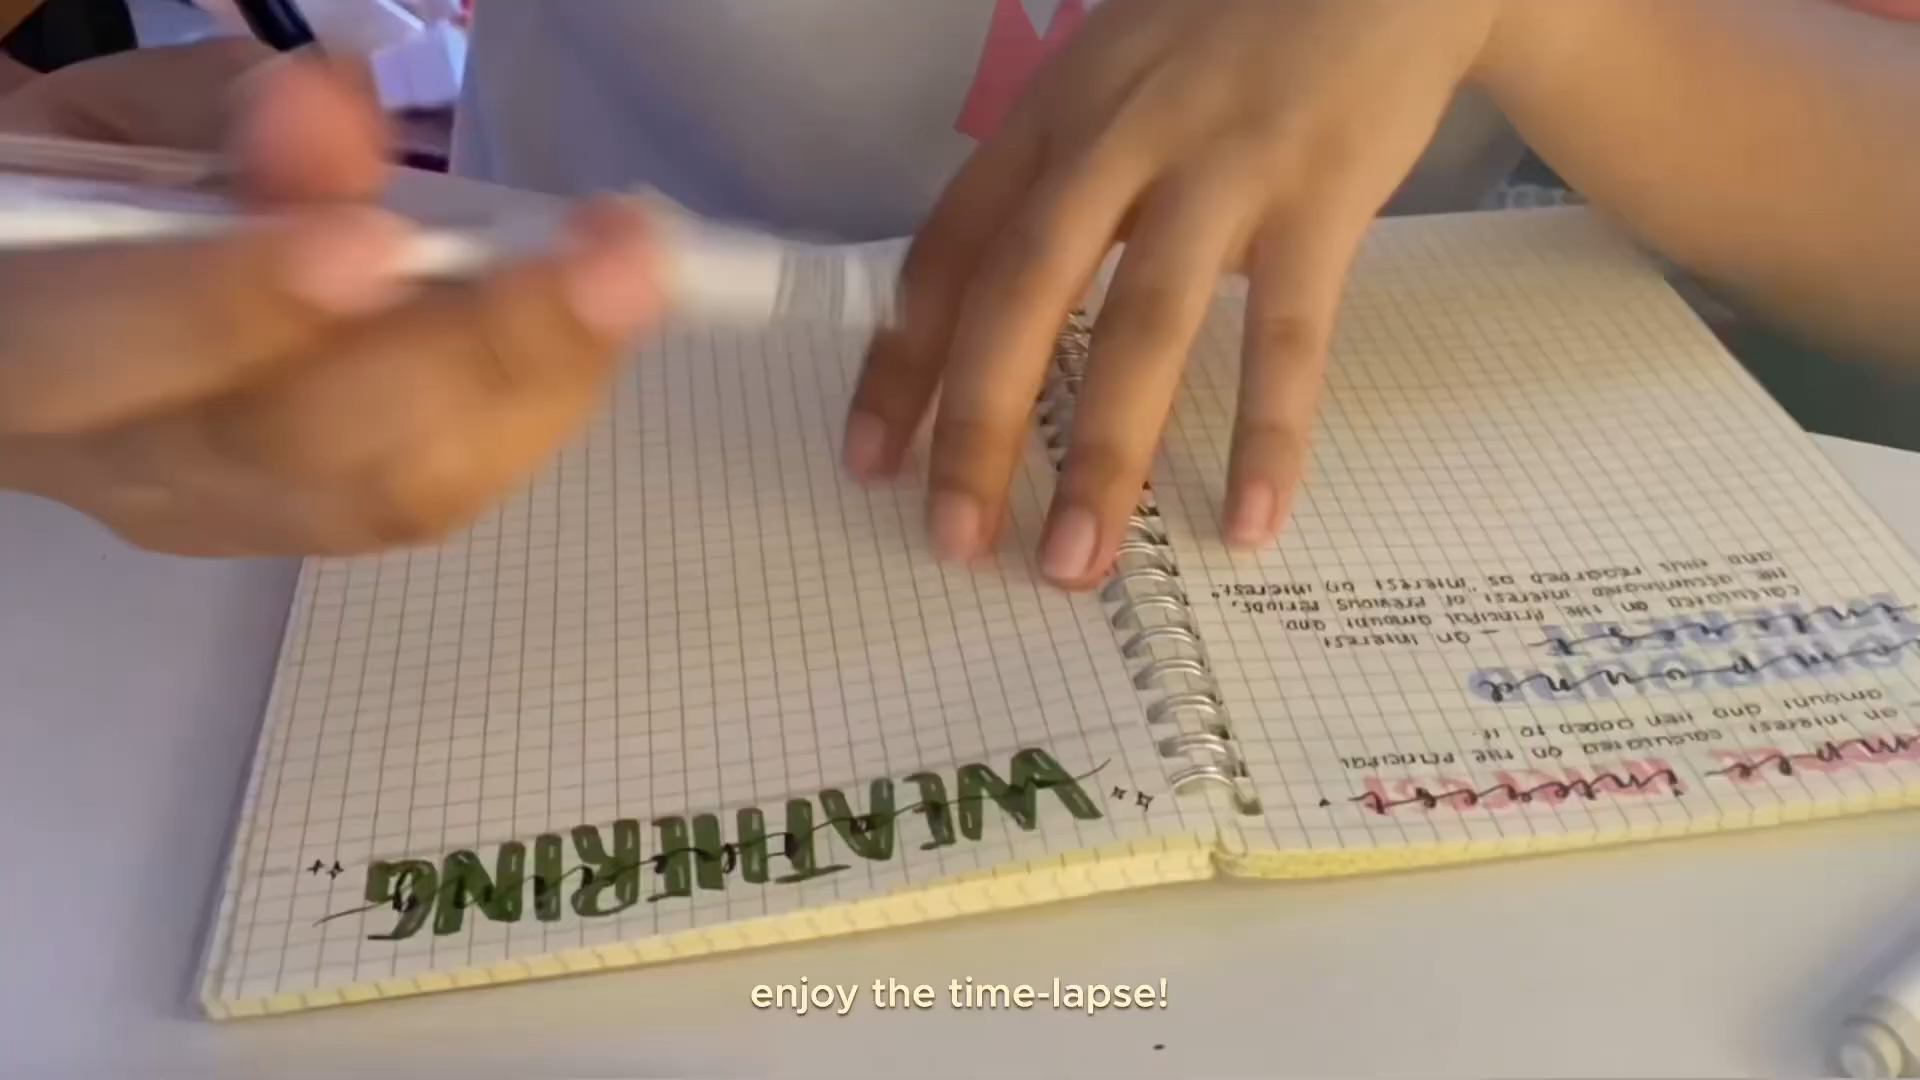 WEATHERING
weathering
mple interest
- an interest calculated on the principal
amount and then added to it.
ompound
interest
- an interest
calculated on the principal amount and
the accumulated interest of previous periods,
and thus regarded as "interest on interest."
enjoy the time-lapse!